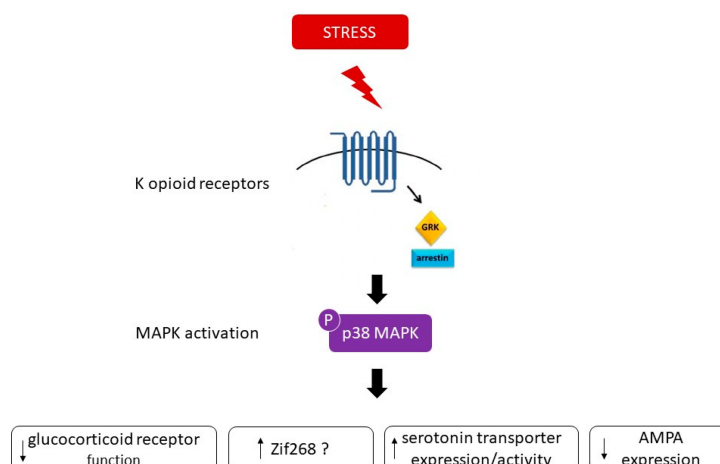 STRESS
K opioid receptors
GRK
arrestin
MAPK activation
P
p38 MAPK
glucocorticoid receptor
function
Zif268 ?
serotonin transporter
expression/activity
AMPA
expression